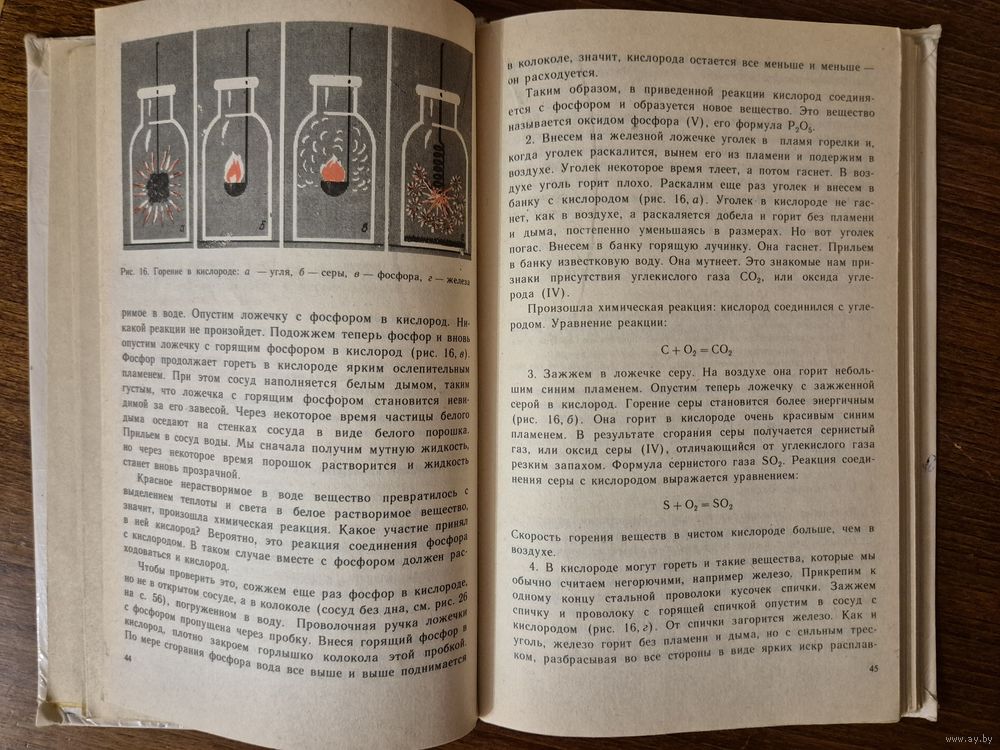 а
Б
в
Рис. 16. Горение в кислороде: а — угля, б — серы, в — фосфора, г — железа
римое в воде. Опустим ложечку с фосфором в кислород. Ни-
какой реакции не произойдет. Подожжем теперь фосфор и вновь
опустим ложечку с горящим фосфором в кислород (рис. 16, в).
Фосфор продолжает гореть в кислороде ярким ослепительным
пламенем. При этом сосуд наполняется белым дымом, таким
густым, что ложечка с горящим фосфором становится неви-
димой за его завесой. Через некоторое время частицы белого
дыма оседают на стенках сосуда в виде белого порошка.
Прильем в сосуд воды. Мы сначала получим мутную жидкость,
но через некоторое время порошок растворится и жидкость
станет вновь прозрачной.
Красное нерастворимое в воде вещество превратилось с
выделением теплоты и света в белое растворимое вещество,
значит, произошла химическая реакция. Какое участие принял
в ней кислород? Вероятно, это реакция соединения фосфора
с кислородом. В таком случае вместе с фосфором должен рас-
ходоваться и кислород.
Чтобы проверить это, сожжем еще раз фосфор в кислороде,
но не в открытом сосуде, а в колоколе (сосуд без дна, см. рис. 26
на с. 56), погруженном в воду. Проволочная ручка ложечки
с фосфором пропущена через пробку. Внеся горящий фосфор в
кислород, плотно закроем горлышко колокола этой пробкой.
По мере сгорания фосфора вода все выше и выше поднимается
44
в колоколе, значит, кислорода остается все меньше и меньше —
он расходуется.
Таким образом, в приведенной реакции кислород соединя-
ется с фосфором и образуется новое вещество. Это вещество
называется оксидом фосфора (V), его формула P₂O₅.
2. Внесем на железной ложечке уголек в пламя горелки и,
когда уголек раскалится, вынем его из пламени и подержим в
воздухе. Уголек некоторое время тлеет, а потом гаснет. В воз-
духе уголь горит плохо. Раскалим еще раз уголек и внесем в
банку с кислородом (рис. 16, а). Уголек в кислороде не гас-
нет, как в воздухе, а раскаляется добела и горит без пламени
и дыма, постепенно уменьшаясь в размерах. Но вот уголек
погас. Внесем в банку горящую лучинку. Она гаснет. Прильем
в банку известковую воду. Она мутнеет. Это знакомые нам при-
знаки присутствия углекислого газа CO₂, или оксида угле-
рода (IV).
Произошла химическая реакция: кислород соединился с угле-
родом. Уравнение реакции:
C + O₂ = CO₂
3. Зажжем в ложечке серу. На воздухе она горит неболь-
шим синим пламенем. Опустим теперь ложечку с зажженной
серой в кислород. Горение серы становится более энергичным
(рис. 16, б). Она горит в кислороде очень красивым синим
пламенем. В результате сгорания серы получается сернистый
газ, или оксид серы (IV), отличающийся от углекислого газа
резким запахом. Формула сернистого газа SO₂. Реакция соеди-
нения серы с кислородом выражается уравнением:
S + O₂ = SO₂
Скорость горения веществ в чистом кислороде больше, чем в
воздухе.
4. В кислороде могут гореть и такие вещества, которые мы
обычно считаем негорючими, например железо. Прикрепим к
одному концу стальной проволоки кусочек спички. Зажжем
спичку и проволоку с горящей спичкой опустим в сосуд с
кислородом (рис. 16, г). От спички загорится железо. Как и
уголь, железо горит без пламени и дыма, но с сильным трес-
ком, разбрасывая во все стороны в виде ярких искр расплав-
45
www.ay.by